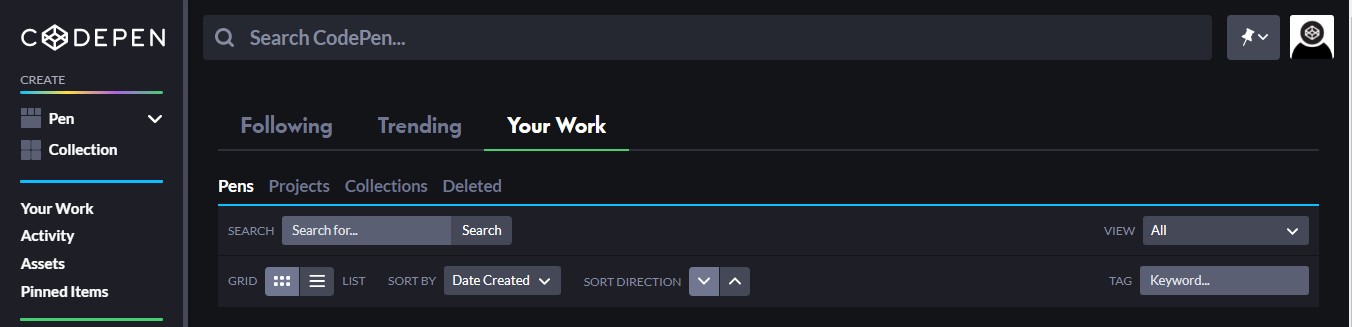 CODEPEN
Search CodePen...
CREATE
Pen
Collection
Your Work
Activity
Assets
Pinned Items
Following Trending Your Work
Pens Projects Collections Deleted
SEARCH Search for... Search VIEW All
GRID LIST SORT BY Date Created SORT DIRECTION TAG Keyword...